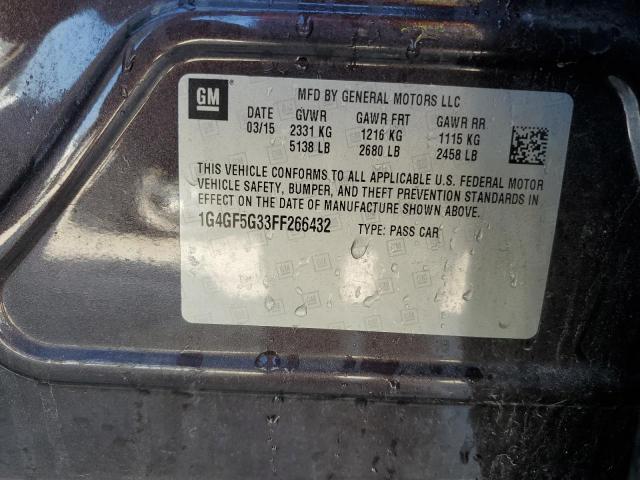 GM
MFD BY GENERAL MOTORS LLC
DATE GVWR GAWR FRT GAWR RR
03/15 2331 KG 1216 KG 1115 KG
5138 LB 2680 LB 2458 LB
THIS VEHICLE CONFORMS TO ALL APPLICABLE U.S. FEDERAL MOTOR
VEHICLE SAFETY, BUMPER, AND THEFT PREVENTION STANDARDS IN
EFFECT ON THE DATE OF MANUFACTURE SHOWN ABOVE.
1G4GF5G33FF266432 TYPE: PASS CAR